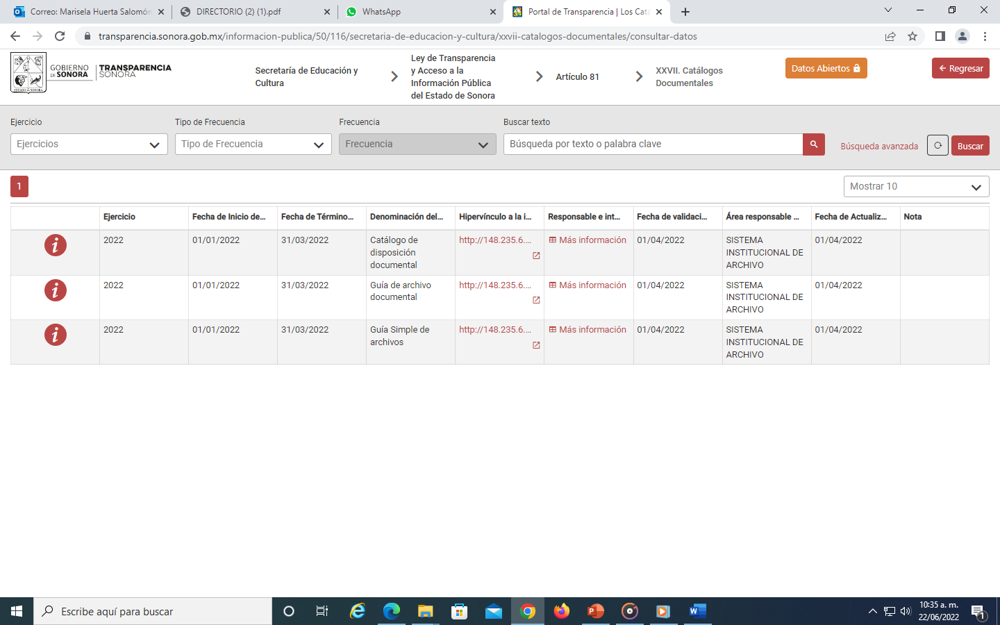 Correo: Marisela Huerta Salomón
DIRECTORIO (2) (1).pdf
WhatsApp
Portal de Transparencia | Los Cat
transparencia.sonora.gob.mx/informacion-publica/50/116/secretaria-de-educacion-y-cultura/xxvii-catalogos-documentales/consultar-datos
ESTADO DE SONORA
GOBIERNO
DE SONORA
TRANSPARENCIA
SONORA
Secretaría de Educación y
Cultura
Ley de Transparencia
y Acceso a la
Información Pública
del Estado de Sonora
Artículo 81
XXVII. Catálogos
Documentales
Datos Abiertos
Regresar
Ejercicio
Tipo de Frecuencia
Frecuencia
Buscar texto
Ejercicios
Tipo de Frecuencia
Frecuencia
Búsqueda por texto o palabra clave
Búsqueda avanzada
Buscar
1
Mostrar 10
Ejercicio Fecha de Inicio de... Fecha de Término... Denominación del... Hipervínculo a la i... Responsable e int... Fecha de validaci... Área responsable ... Fecha de Actualiz... Nota
i 2022 01/01/2022 31/03/2022 Catálogo de http://148.235.6.... Más información 01/04/2022 SISTEMA 01/04/2022
disposición INSTITUCIONAL DE
documental ARCHIVO
i 2022 01/01/2022 31/03/2022 Guía de archivo http://148.235.6.... Más información 01/04/2022 SISTEMA 01/04/2022
documental INSTITUCIONAL DE
ARCHIVO
i 2022 01/01/2022 31/03/2022 Guía Simple de http://148.235.6.... Más información 01/04/2022 SISTEMA 01/04/2022
archivos INSTITUCIONAL DE
ARCHIVO
Escribe aquí para buscar
10:35 a. m.
22/06/2022
1